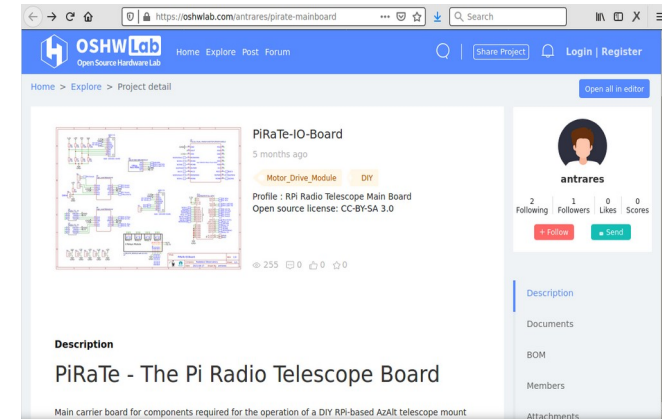 https://oshwlab.com/antrares/pirate-mainboard
Search
OSHW Lab
Open Source Hardware Lab
Home Explore Post Forum
Share Project
Login | Register
Home > Explore > Project detail
Open all in editor
PiRaTe-IO-Board
5 months ago
Motor_Drive_Module DIY
Profile : RPi Radio Telescope Main Board
Open source license: CC-BY-SA 3.0
255 0 0 0
antrares
2 1 0 0
Following Followers Likes Scores
+ Follow Send
Description
Documents
BOM
Members
Attachments
Description
PiRaTe - The Pi Radio Telescope Board
Main carrier board for components required for the operation of a DIY RPi-based AzAlt telescope mount